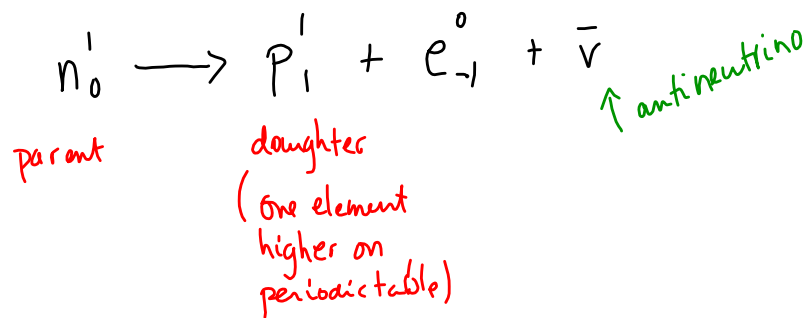 n¹₀ ⟶ p¹₁ + e⁰₋₁ + v̄
↑ antineutrino
parent
daughter
(one element
higher on
periodic table)